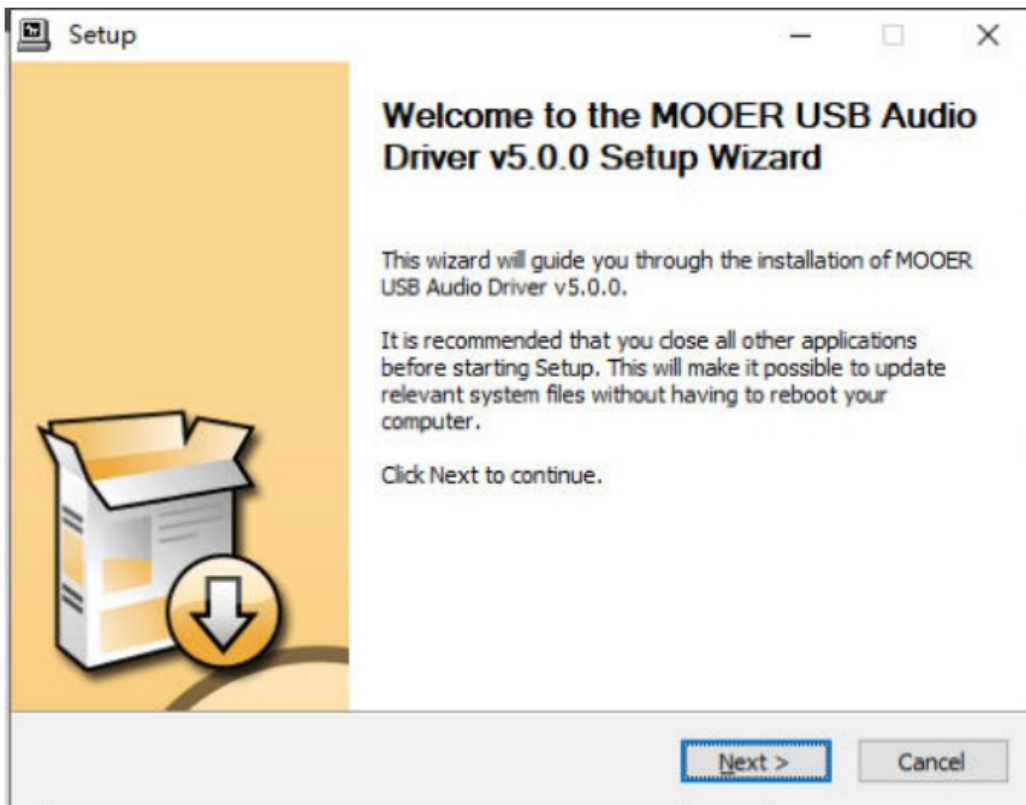 Setup
Welcome to the MOOER USB Audio
Driver v5.0.0 Setup Wizard
This wizard will guide you through the installation of MOOER
USB Audio Driver v5.0.0.
It is recommended that you close all other applications
before starting Setup. This will make it possible to update
relevant system files without having to reboot your
computer.
Click Next to continue.
Next >
Cancel